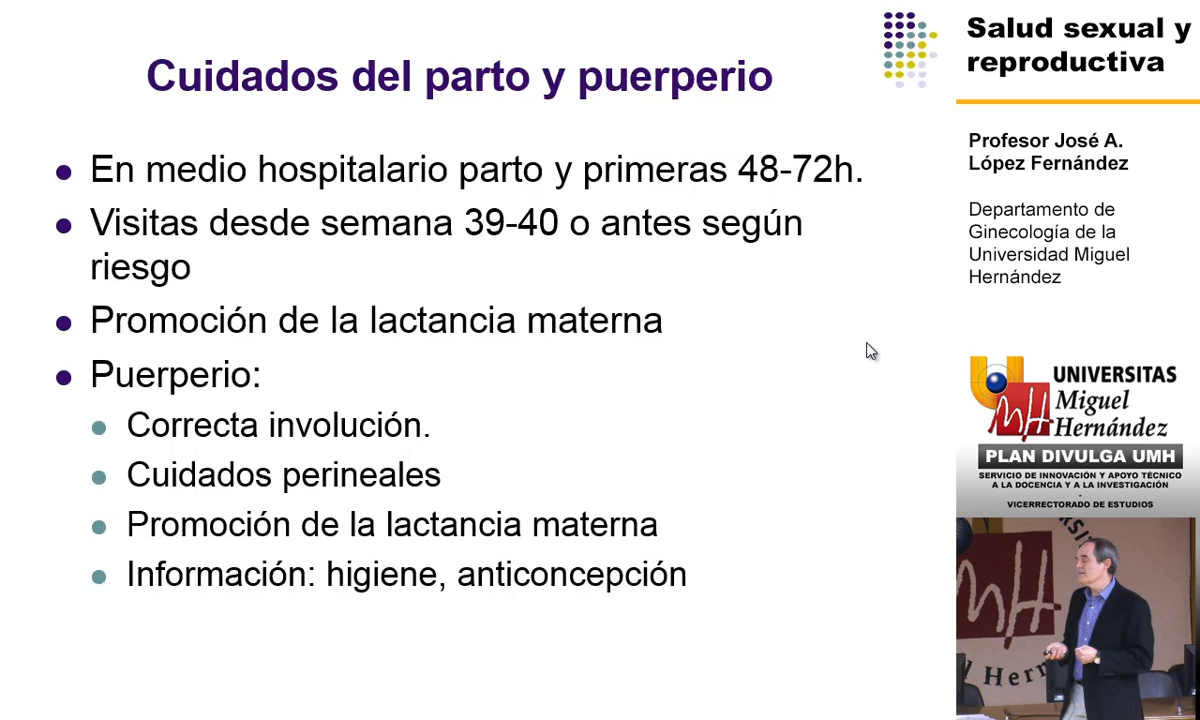 Cuidados del parto y puerperio
En medio hospitalario parto y primeras 48-72h.
Visitas desde semana 39-40 o antes según
riesgo
Promoción de la lactancia materna
Puerperio:
Correcta involución.
Cuidados perineales
Promoción de la lactancia materna
Información: higiene, anticoncepción
Salud sexual y
reproductiva
Profesor José A.
López Fernández
Departamento de
Ginecología de la
Universidad Miguel
Hernández
UNIVERSITAS
Miguel
Hernández
PLAN DIVULGA UMH
SERVICIO DE INNOVACIÓN Y APOYO TÉCNICO
A LA DOCENCIA Y A LA INVESTIGACIÓN
-
VICERRECTORADO DE ESTUDIOS